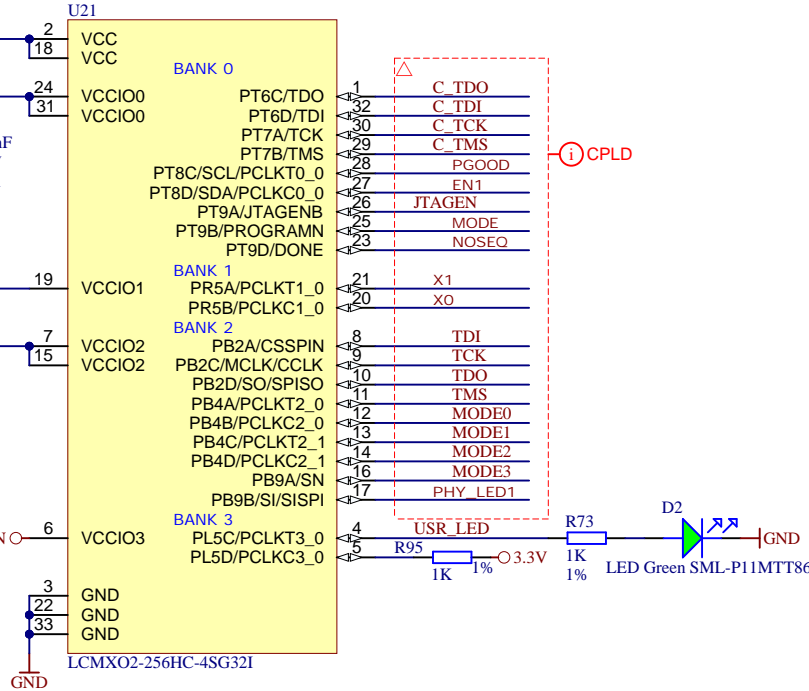 U21
2 VCC
18 VCC
BANK 0
24 VCCIO0 PT6C/TDO 1 C_TDO
31 VCCIO0 PT6D/TDI 32 C_TDI
PT7A/TCK 30 C_TCK
F PT7B/TMS 29 C_TMS
i CPLD
PT8C/SCL/PCLKT0_0 28 PGOOD
PT8D/SDA/PCLKC0_0 27 EN1
PT9A/JTAGENB 26 JTAGEN
PT9B/PROGRAMN 25 MODE
PT9D/DONE 23 NOSEQ
BANK 1
19 VCCIO1 PR5A/PCLKT1_0 21 X1
PR5B/PCLKC1_0 20 X0
BANK 2
7 VCCIO2 PB2A/CSSPIN 8 TDI
15 VCCIO2 PB2C/MCLK/CCLK 9 TCK
PB2D/SO/SPISO 10 TDO
PB4A/PCLKT2_0 11 TMS
PB4B/PCLKC2_0 12 MODE0
PB4C/PCLKT2_1 13 MODE1
PB4D/PCLKC2_1 14 MODE2
PB9A/SN 16 MODE3
PB9B/SI/SISPI 17 PHY_LED1
BANK 3
N 6 VCCIO3 PL5C/PCLKT3_0 4 USR_LED R73 1K 1% D2 GND
LED Green SML-P11MTT86
PL5D/PCLKC3_0 5 R95 1K 1% 3.3V
3 GND
22 GND
33 GND
LCMXO2-256HC-4SG32I
GND